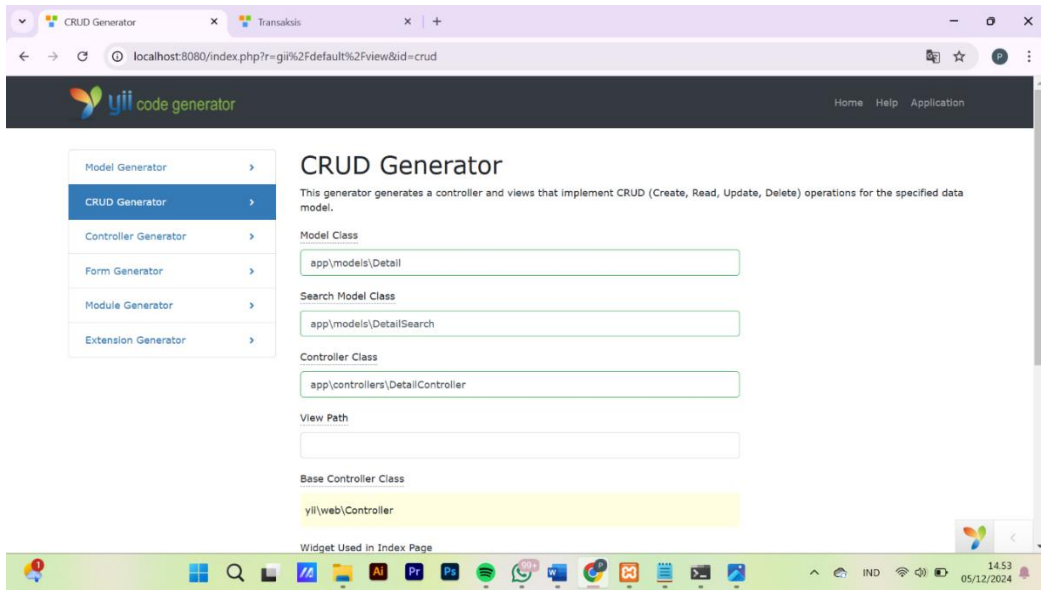 CRUD Generator
Transaksis
localhost:8080/index.php?r=gii%2Fdefault%2Fview&id=crud
P
yii code generator
Home Help Application
Model Generator
CRUD Generator
Controller Generator
Form Generator
Module Generator
Extension Generator
CRUD Generator
This generator generates a controller and views that implement CRUD (Create, Read, Update, Delete) operations for the specified data
model.
Model Class
app\models\Detail
Search Model Class
app\models\DetailSearch
Controller Class
app\controllers\DetailController
View Path
Base Controller Class
yii\web\Controller
Widget Used in Index Page
Ai
Pr
Ps
99+
W
P
IND
14.53
05/12/2024